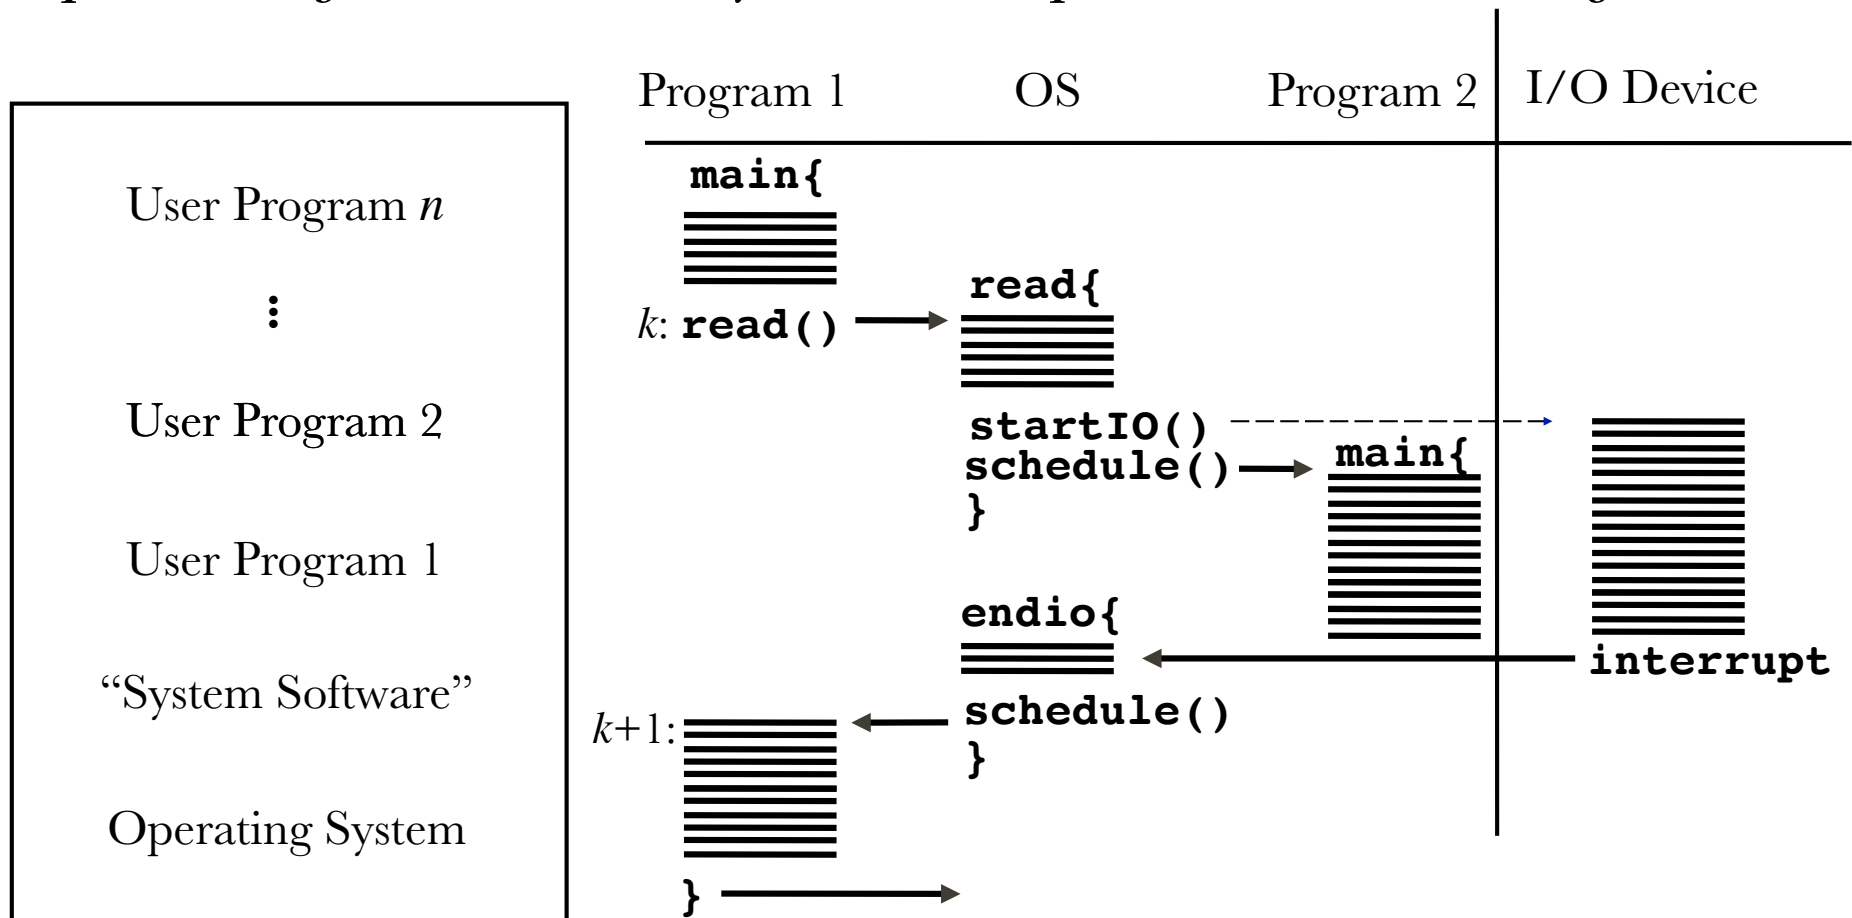 Program 1 OS Program 2 I/O Device
User Program n
⋮
User Program 2
User Program 1
“System Software”
Operating System
main{
k: read()
read{
startIO()
schedule()
}
main{
endio{
interrupt
schedule()
}
k+1:
}